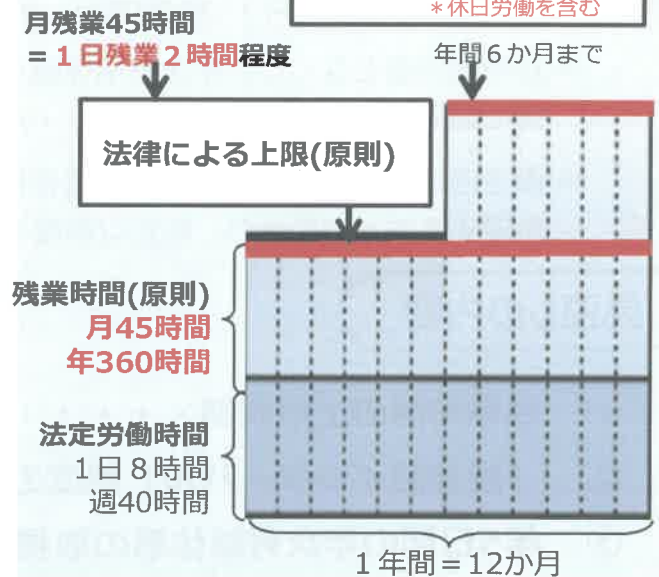 *休日労働を含む
月残業45時間
=1日残業2時間程度
年間6か月まで
法律による上限(原則)
残業時間(原則)
月45時間
年360時間
法定労働時間
1日8時間
週40時間
1年間=12か月